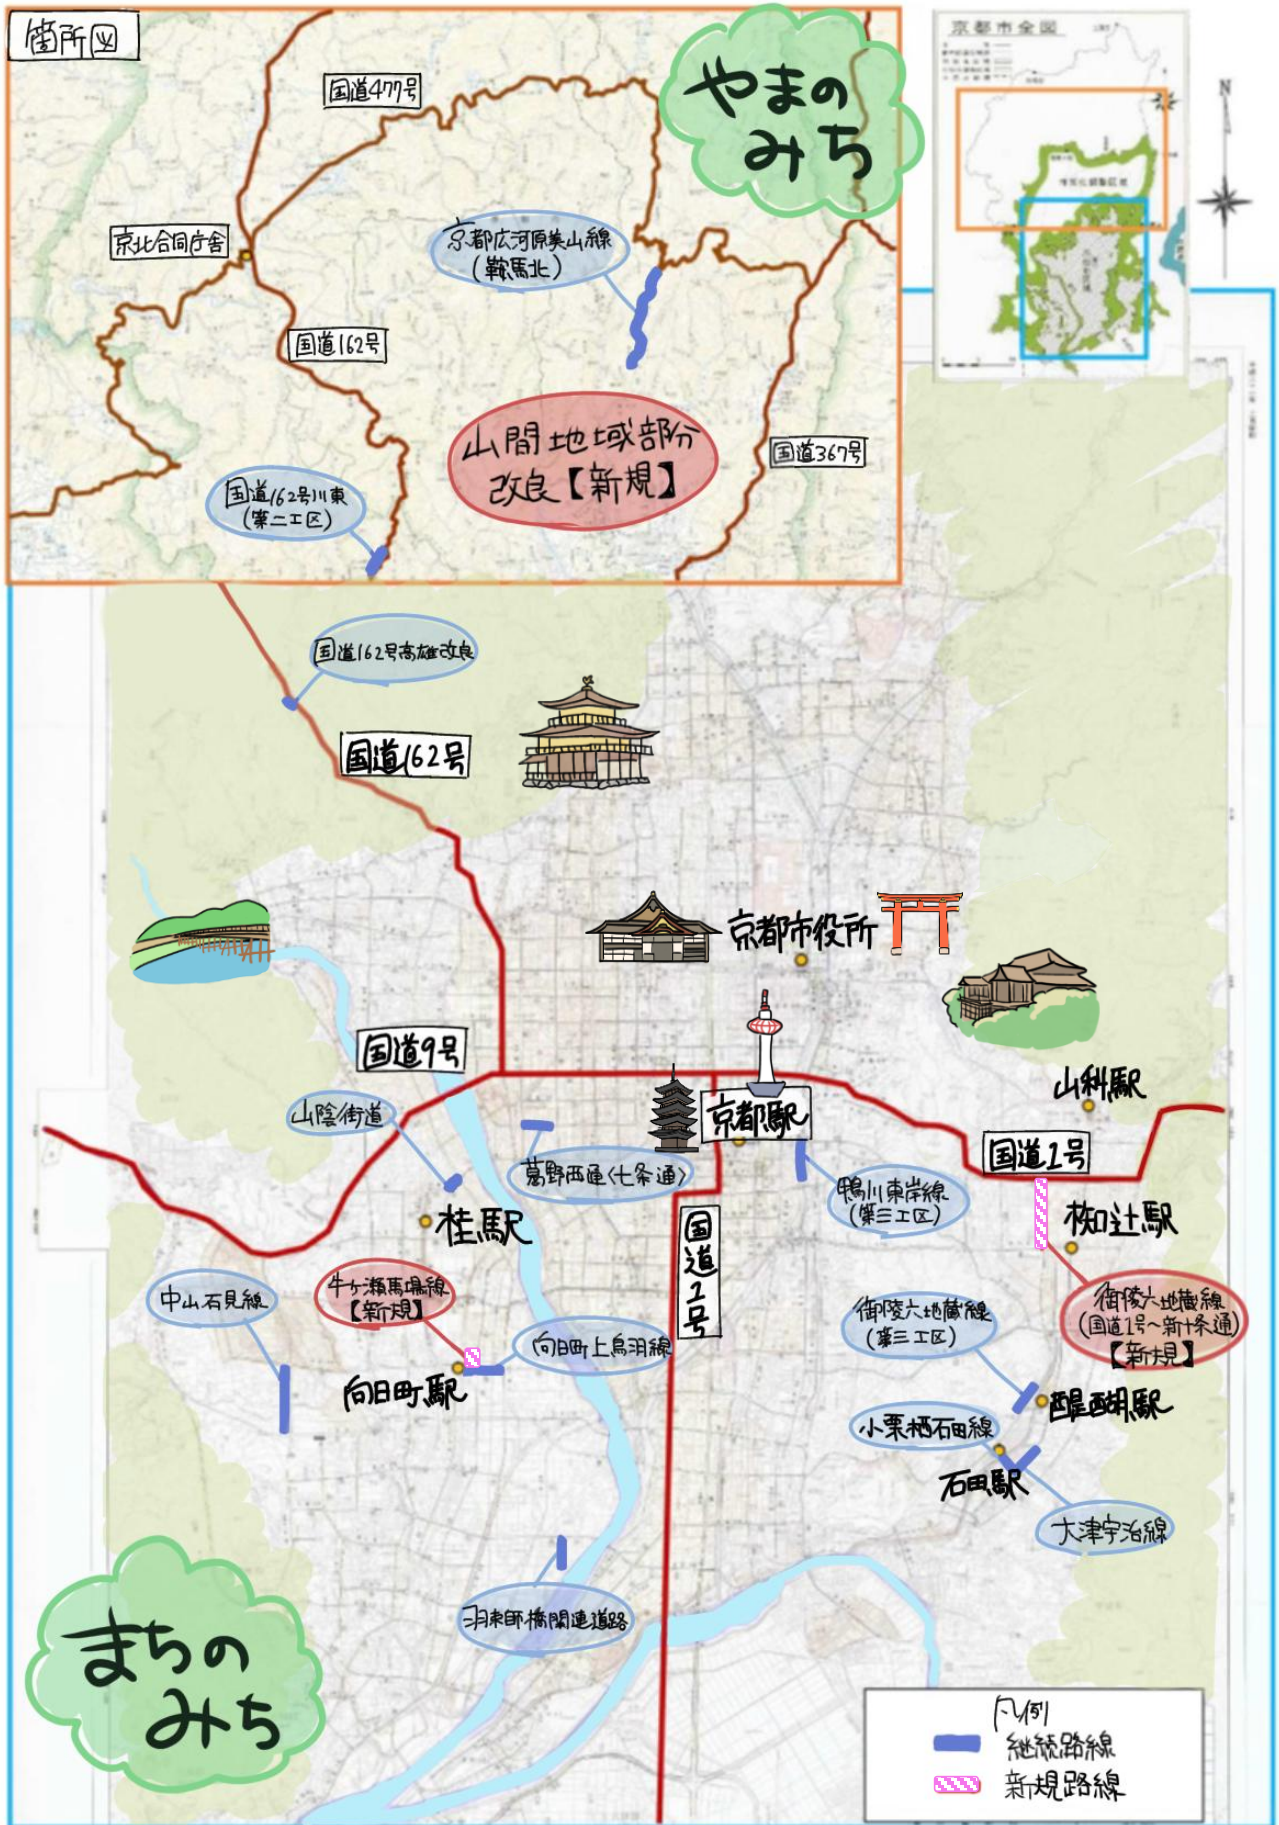 箇所図
やまの
みち
京都市全図
N
国道477号
京北合同庁舎
京都広河原美山線
(鞍馬北)
国道162号
山間地域部分
改良【新規】
国道367号
国道162号川東
(第二工区)
国道162号高雄改良
国道162号
京都市役所
国道9号
山科駅
山陰街道
京都駅
国道1号
葛野西通(七条通)
鴨川東岸線
(第三工区)
桂駅
椥辻駅
国道1号
中山石見線
牛ヶ瀬馬場線
【新規】
向日町上鳥羽線
御陵六地蔵線
(第三工区)
御陵六地蔵線
(国道1号~新十条通)
【新規】
向日町駅
醍醐駅
小栗栖石田線
石田駅
大津宇治線
羽束師橋関連道路
まちの
みち
凡例
継続路線
新規路線